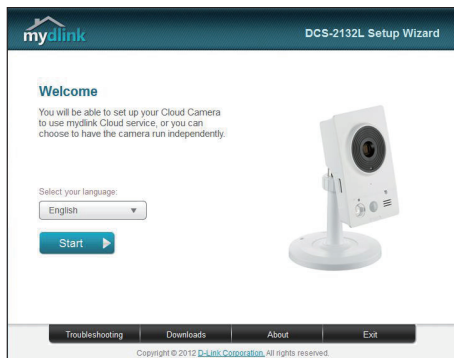 mydlink
DCS-2132L Setup Wizard
Welcome
You will be able to set up your Cloud Camera
to use mydlink Cloud service, or you can
choose to have the camera run independently.
Select your language:
English
Start
Troubleshooting Downloads About Exit
Copyright © 2012 D-Link Corporation. All rights reserved.